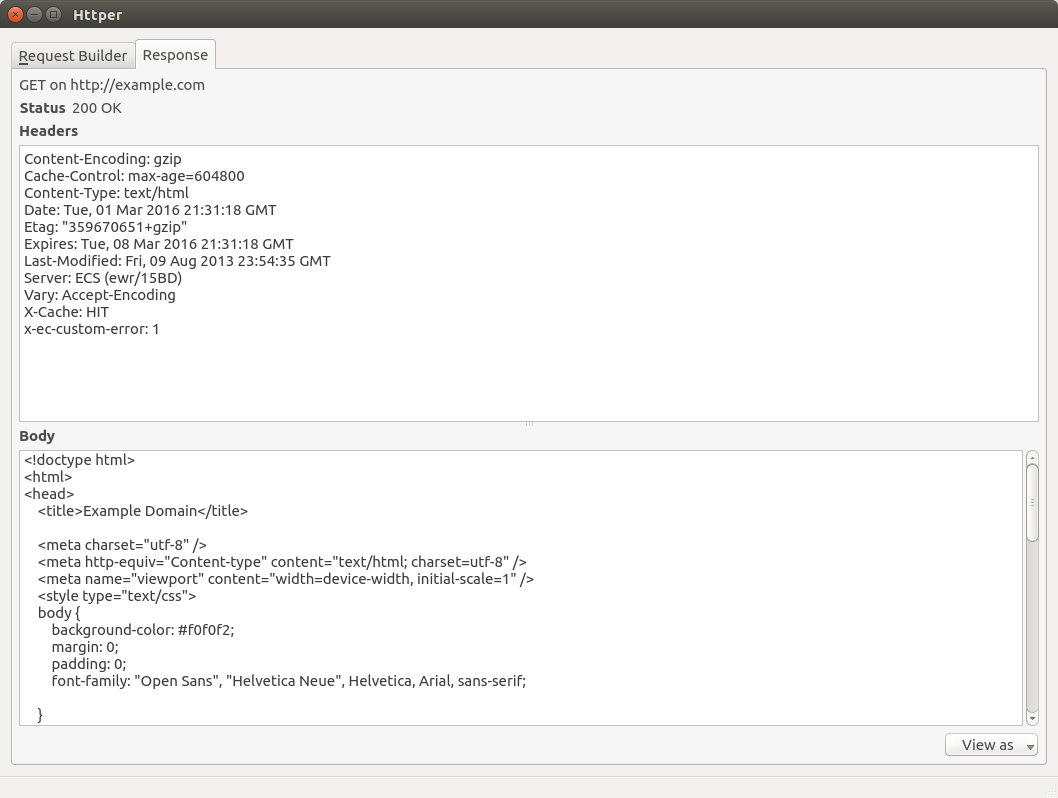 Httper
Request Builder Response
GET on http://example.com
Status 200 OK
Headers
Content-Encoding: gzip
Cache-Control: max-age=604800
Content-Type: text/html
Date: Tue, 01 Mar 2016 21:31:18 GMT
Etag: "359670651+gzip"
Expires: Tue, 08 Mar 2016 21:31:18 GMT
Last-Modified: Fri, 09 Aug 2013 23:54:35 GMT
Server: ECS (ewr/15BD)
Vary: Accept-Encoding
X-Cache: HIT
x-ec-custom-error: 1
Body
<!doctype html>
<html>
<head>
    <title>Example Domain</title>
    <meta charset="utf-8" />
    <meta http-equiv="Content-type" content="text/html; charset=utf-8" />
    <meta name="viewport" content="width=device-width, initial-scale=1" />
    <style type="text/css">
    body {
        background-color: #f0f0f2;
        margin: 0;
        padding: 0;
        font-family: "Open Sans", "Helvetica Neue", Helvetica, Arial, sans-serif;
    }
View as